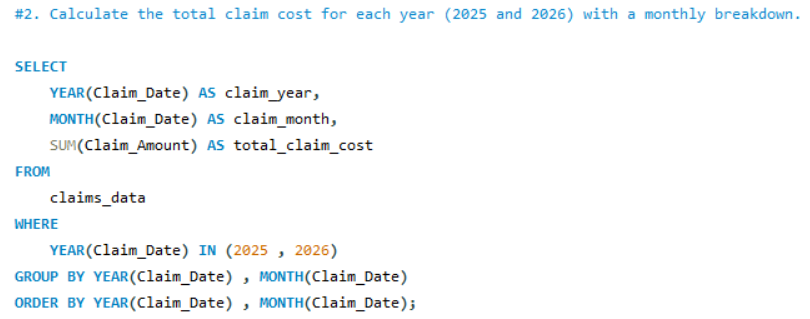 #2. Calculate the total claim cost for each year (2025 and 2026) with a monthly breakdown.
SELECT
YEAR(Claim_Date) AS claim_year,
MONTH(Claim_Date) AS claim_month,
SUM(Claim_Amount) AS total_claim_cost
FROM
claims_data
WHERE
YEAR(Claim_Date) IN (2025 , 2026)
GROUP BY YEAR(Claim_Date) , MONTH(Claim_Date)
ORDER BY YEAR(Claim_Date) , MONTH(Claim_Date);